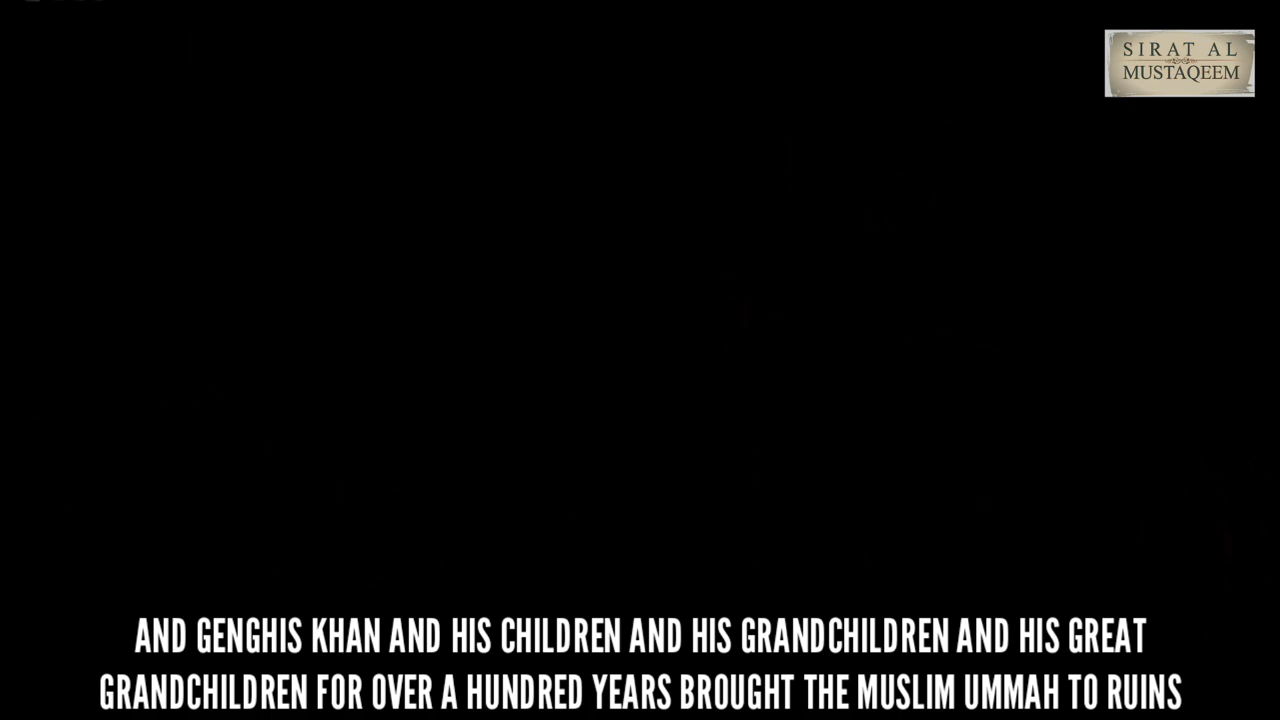 SIRAT AL
MUSTAQEEM
AND GENGHIS KHAN AND HIS CHILDREN AND HIS GRANDCHILDREN AND HIS GREAT
GRANDCHILDREN FOR OVER A HUNDRED YEARS BROUGHT THE MUSLIM UMMAH TO RUINS